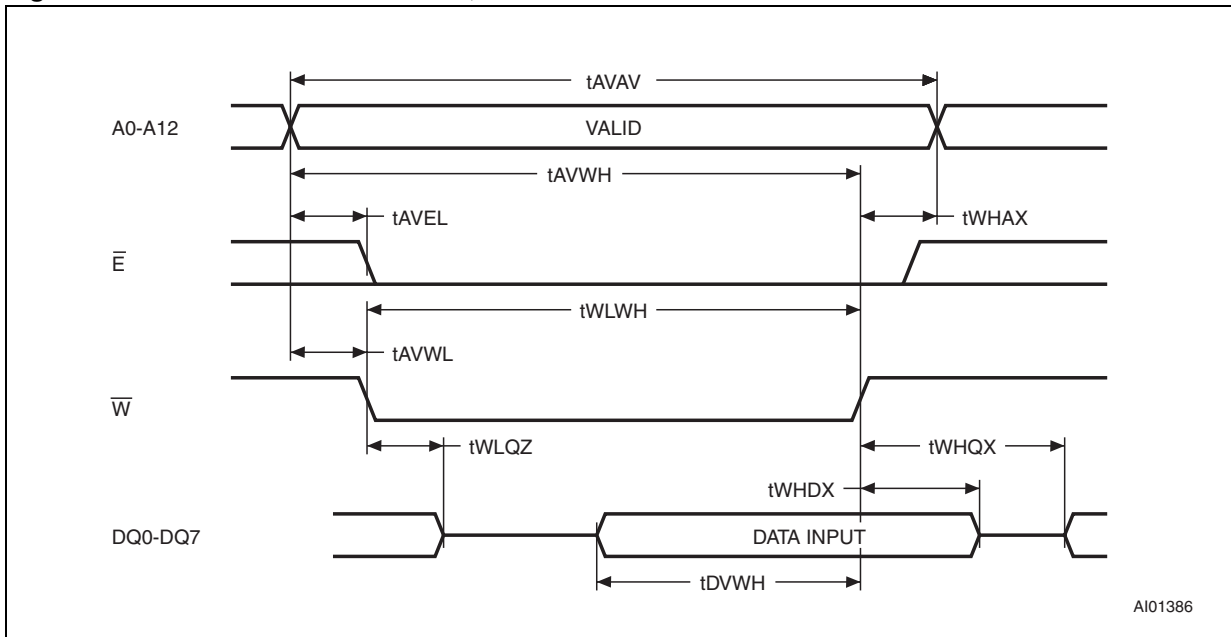 tAVAV
A0-A12
VALID
tAVWH
tAVEL
tWHAX
E
tWLWH
tAVWL
W
tWLQZ
tWHQX
tWHDX
DQ0-DQ7
DATA INPUT
tDVWH
AI01386